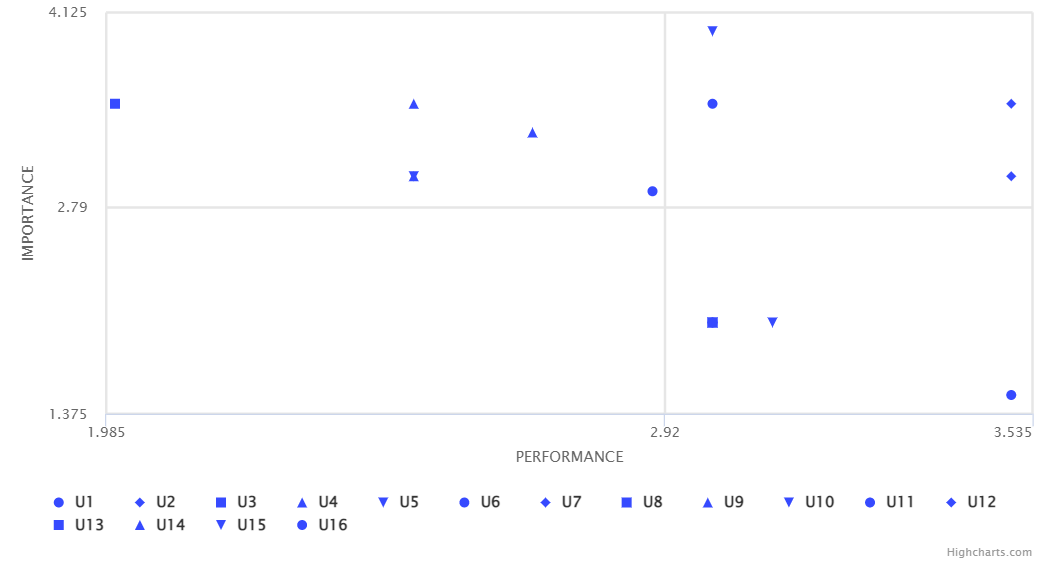 4.125
2.79
1.375
IMPORTANCE
1.985 2.92 3.535
PERFORMANCE
U1 U2 U3 U4 U5 U6 U7 U8 U9 U10 U11 U12
U13 U14 U15 U16
Highcharts.com